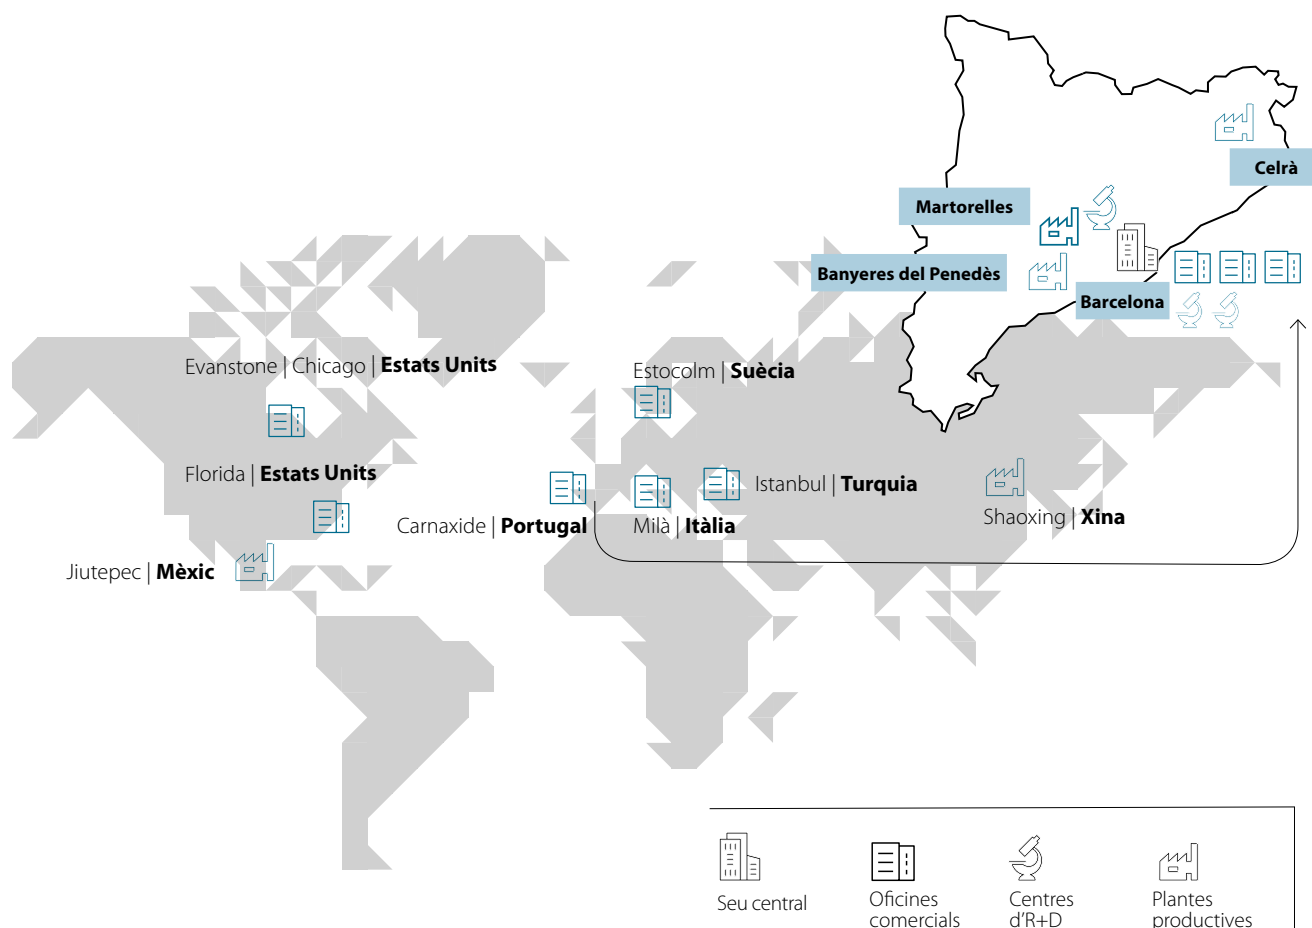 Celrà
Martorelles
Banyeres del Penedès
Barcelona
Evanstone | Chicago | Estats Units
Estocolm | Suècia
Florida | Estats Units
Istanbul | Turquia
Carnaxide | Portugal
Milà | Itàlia
Shaoxing | Xina
Jiutepec | Mèxic
Seu central
Oficines
comercials
Centres
d'R+D
Plantes
productives